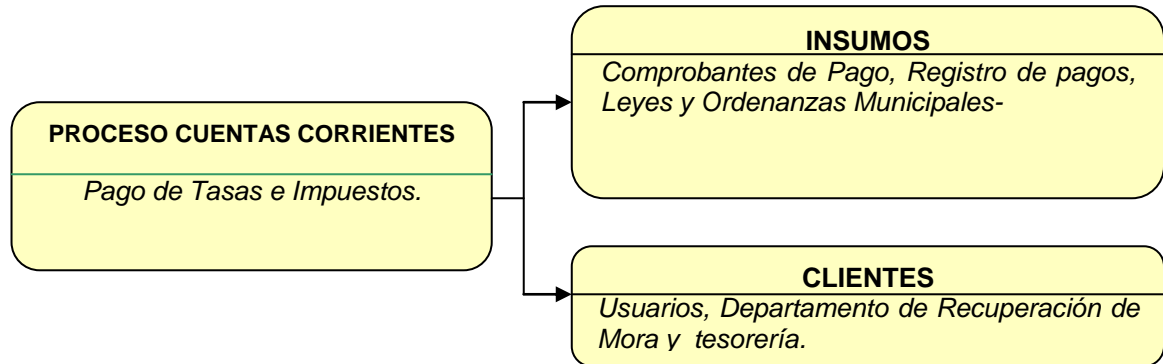 PROCESO CUENTAS CORRIENTES
Pago de Tasas e Impuestos.
INSUMOS
Comprobantes de Pago, Registro de pagos,
Leyes y Ordenanzas Municipales-
CLIENTES
Usuarios, Departamento de Recuperación de
Mora y tesorería.